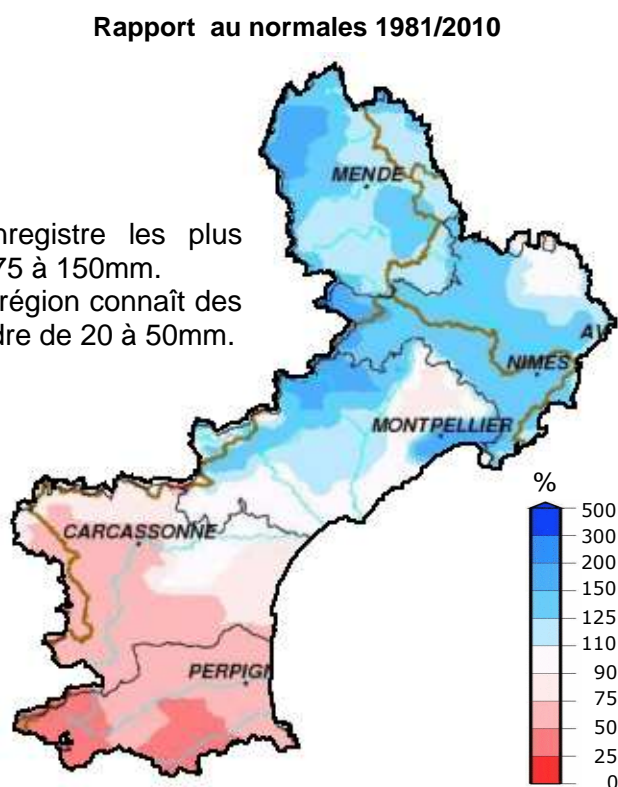 Rapport au normales 1981/2010
nregistre les plus
75 à 150mm.
région connaît des
dre de 20 à 50mm.
MENDE
AV
NIMES
MONTPELLIER
CARCASSONNE
PERPIGN
%
500
300
200
150
125
110
90
75
50
25
0